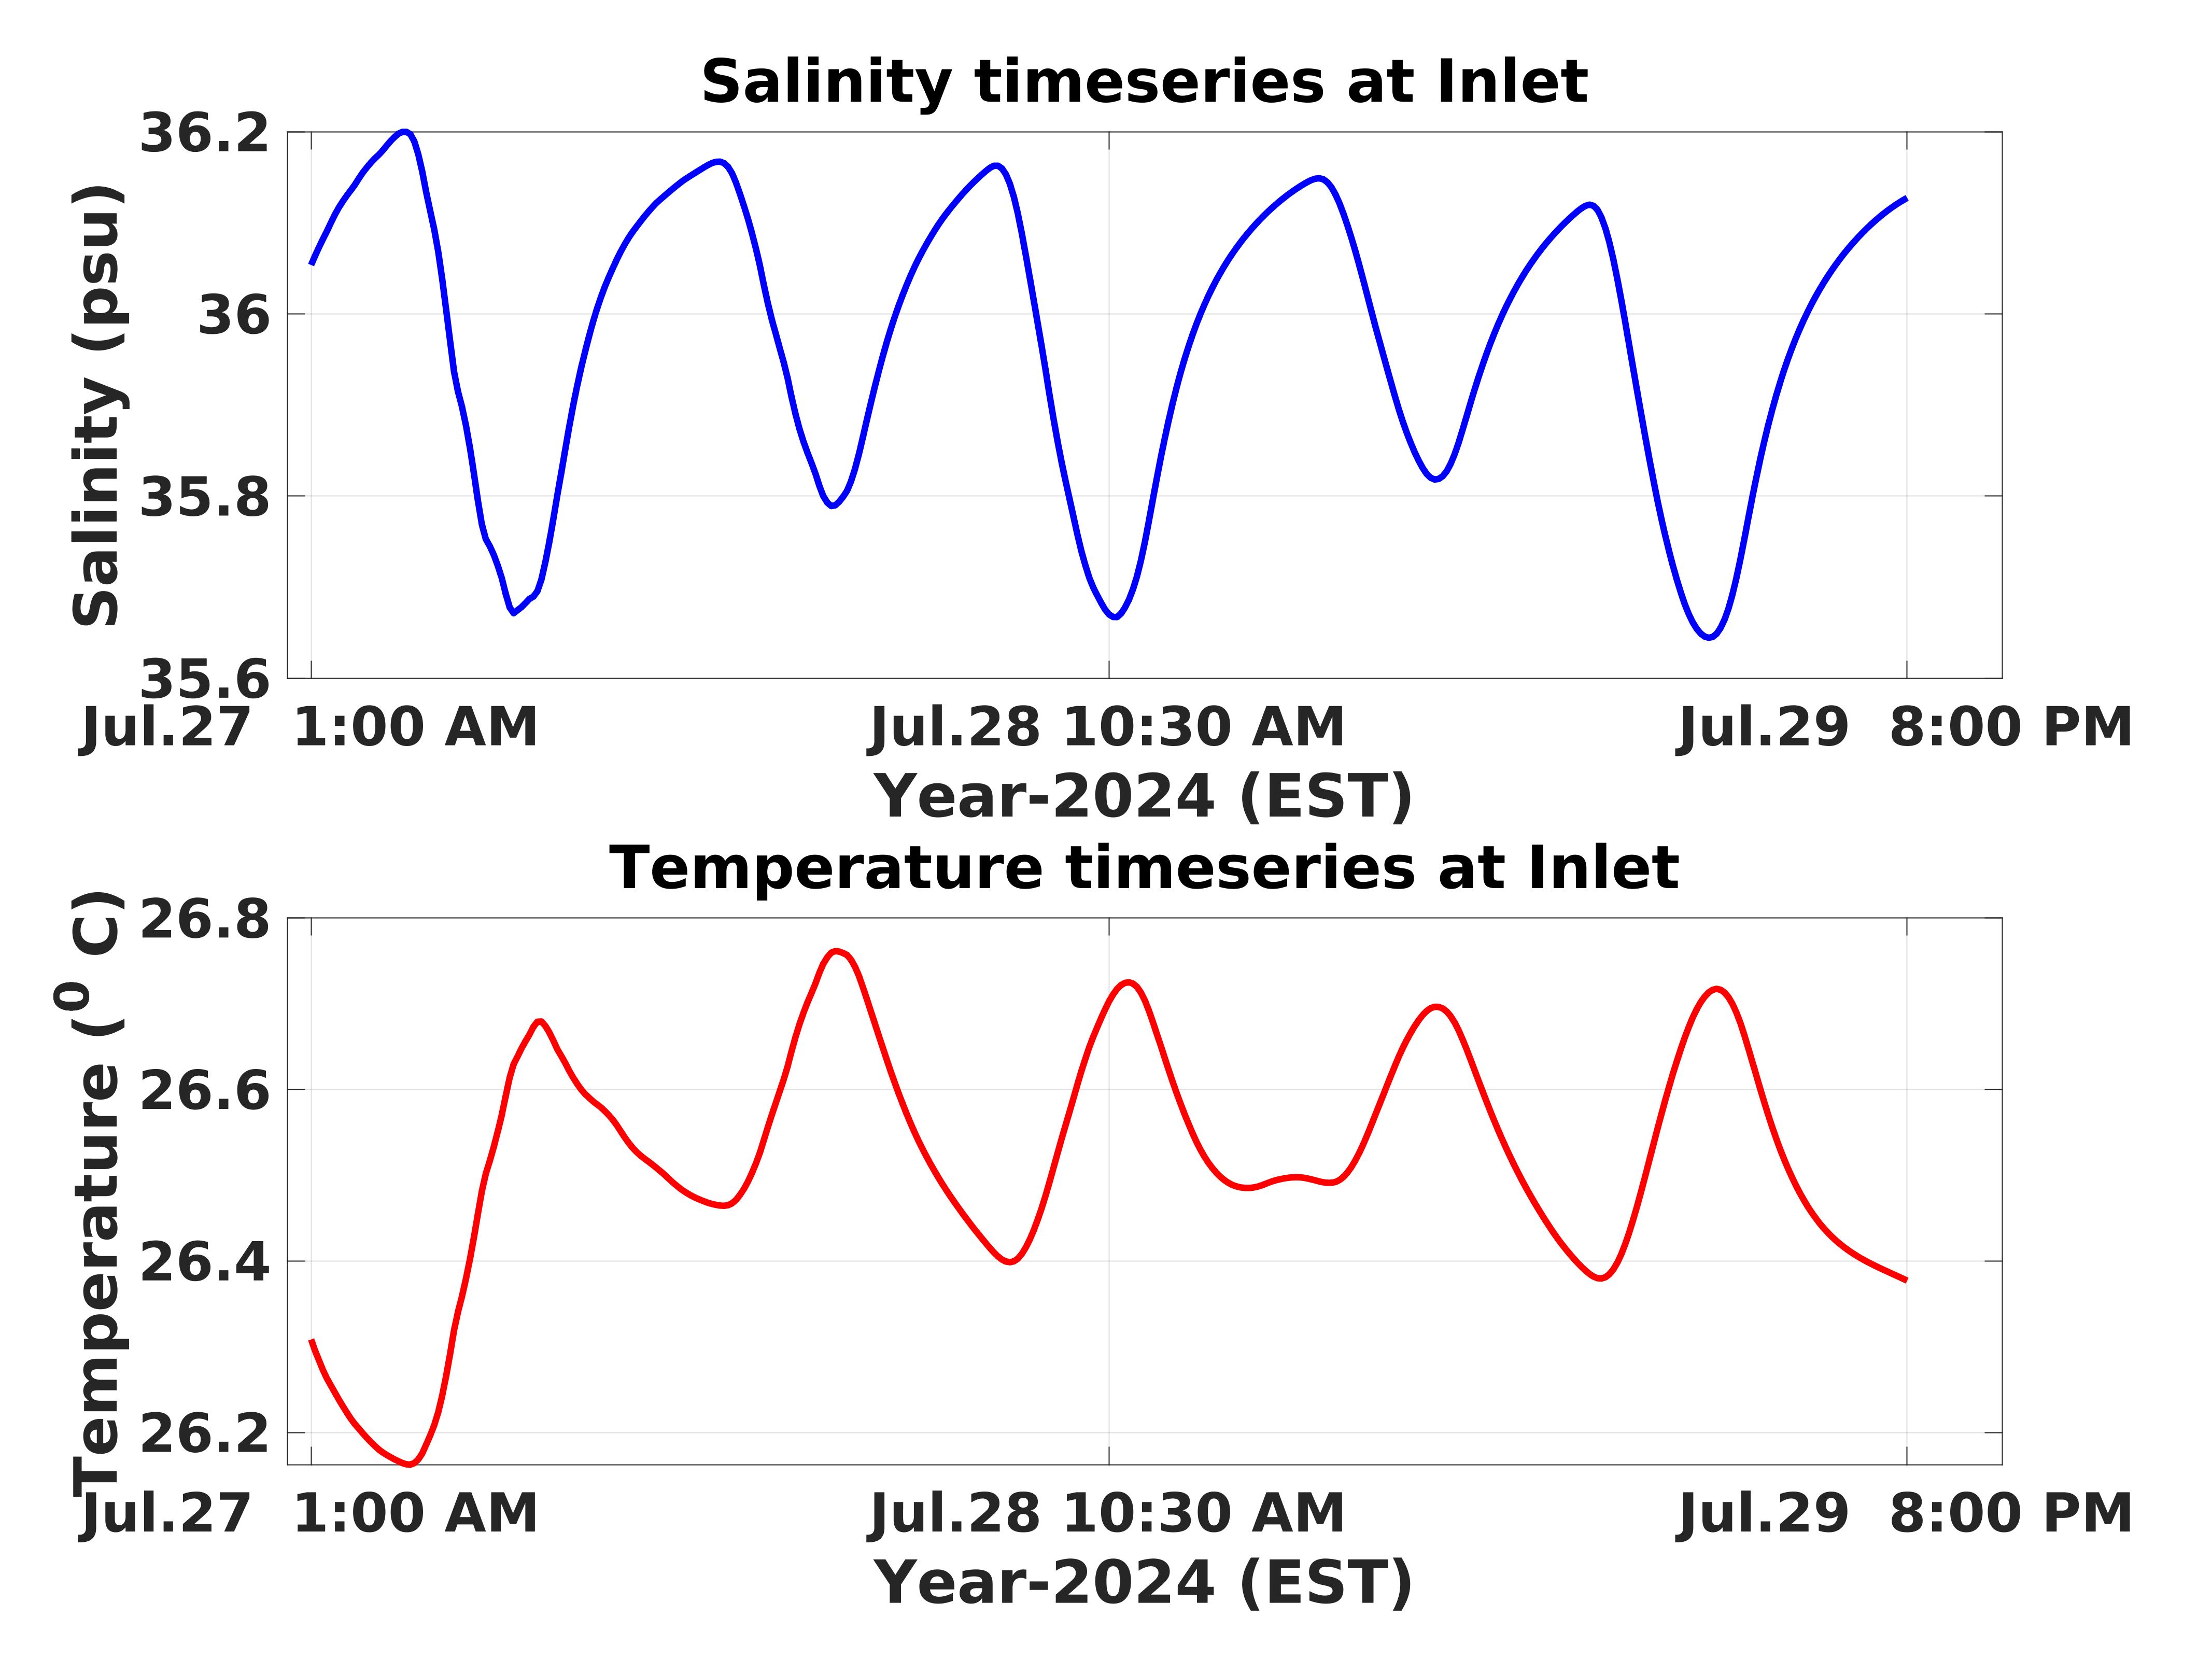 Salinity timeseries at Inlet
Salinity (psu)
36.2
36
35.8
35.6
Jul.27 1:00 AM
Jul.28 10:30 AM
Jul.29 8:00 PM
Year-2024 (EST)
Temperature timeseries at Inlet
Temperature (⁰ C)
26.8
26.6
26.4
26.2
Jul.27 1:00 AM
Jul.28 10:30 AM
Jul.29 8:00 PM
Year-2024 (EST)